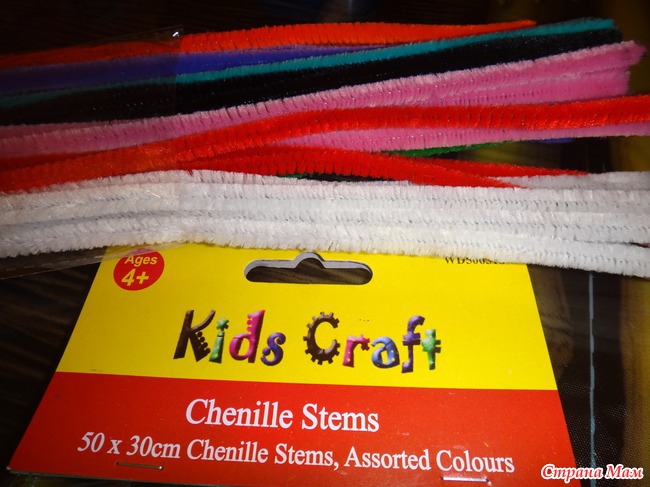 Ages
4+
Kids Craft
Chenille Stems
50 x 30cm Chenille Stems, Assorted Colours
Страна Мам